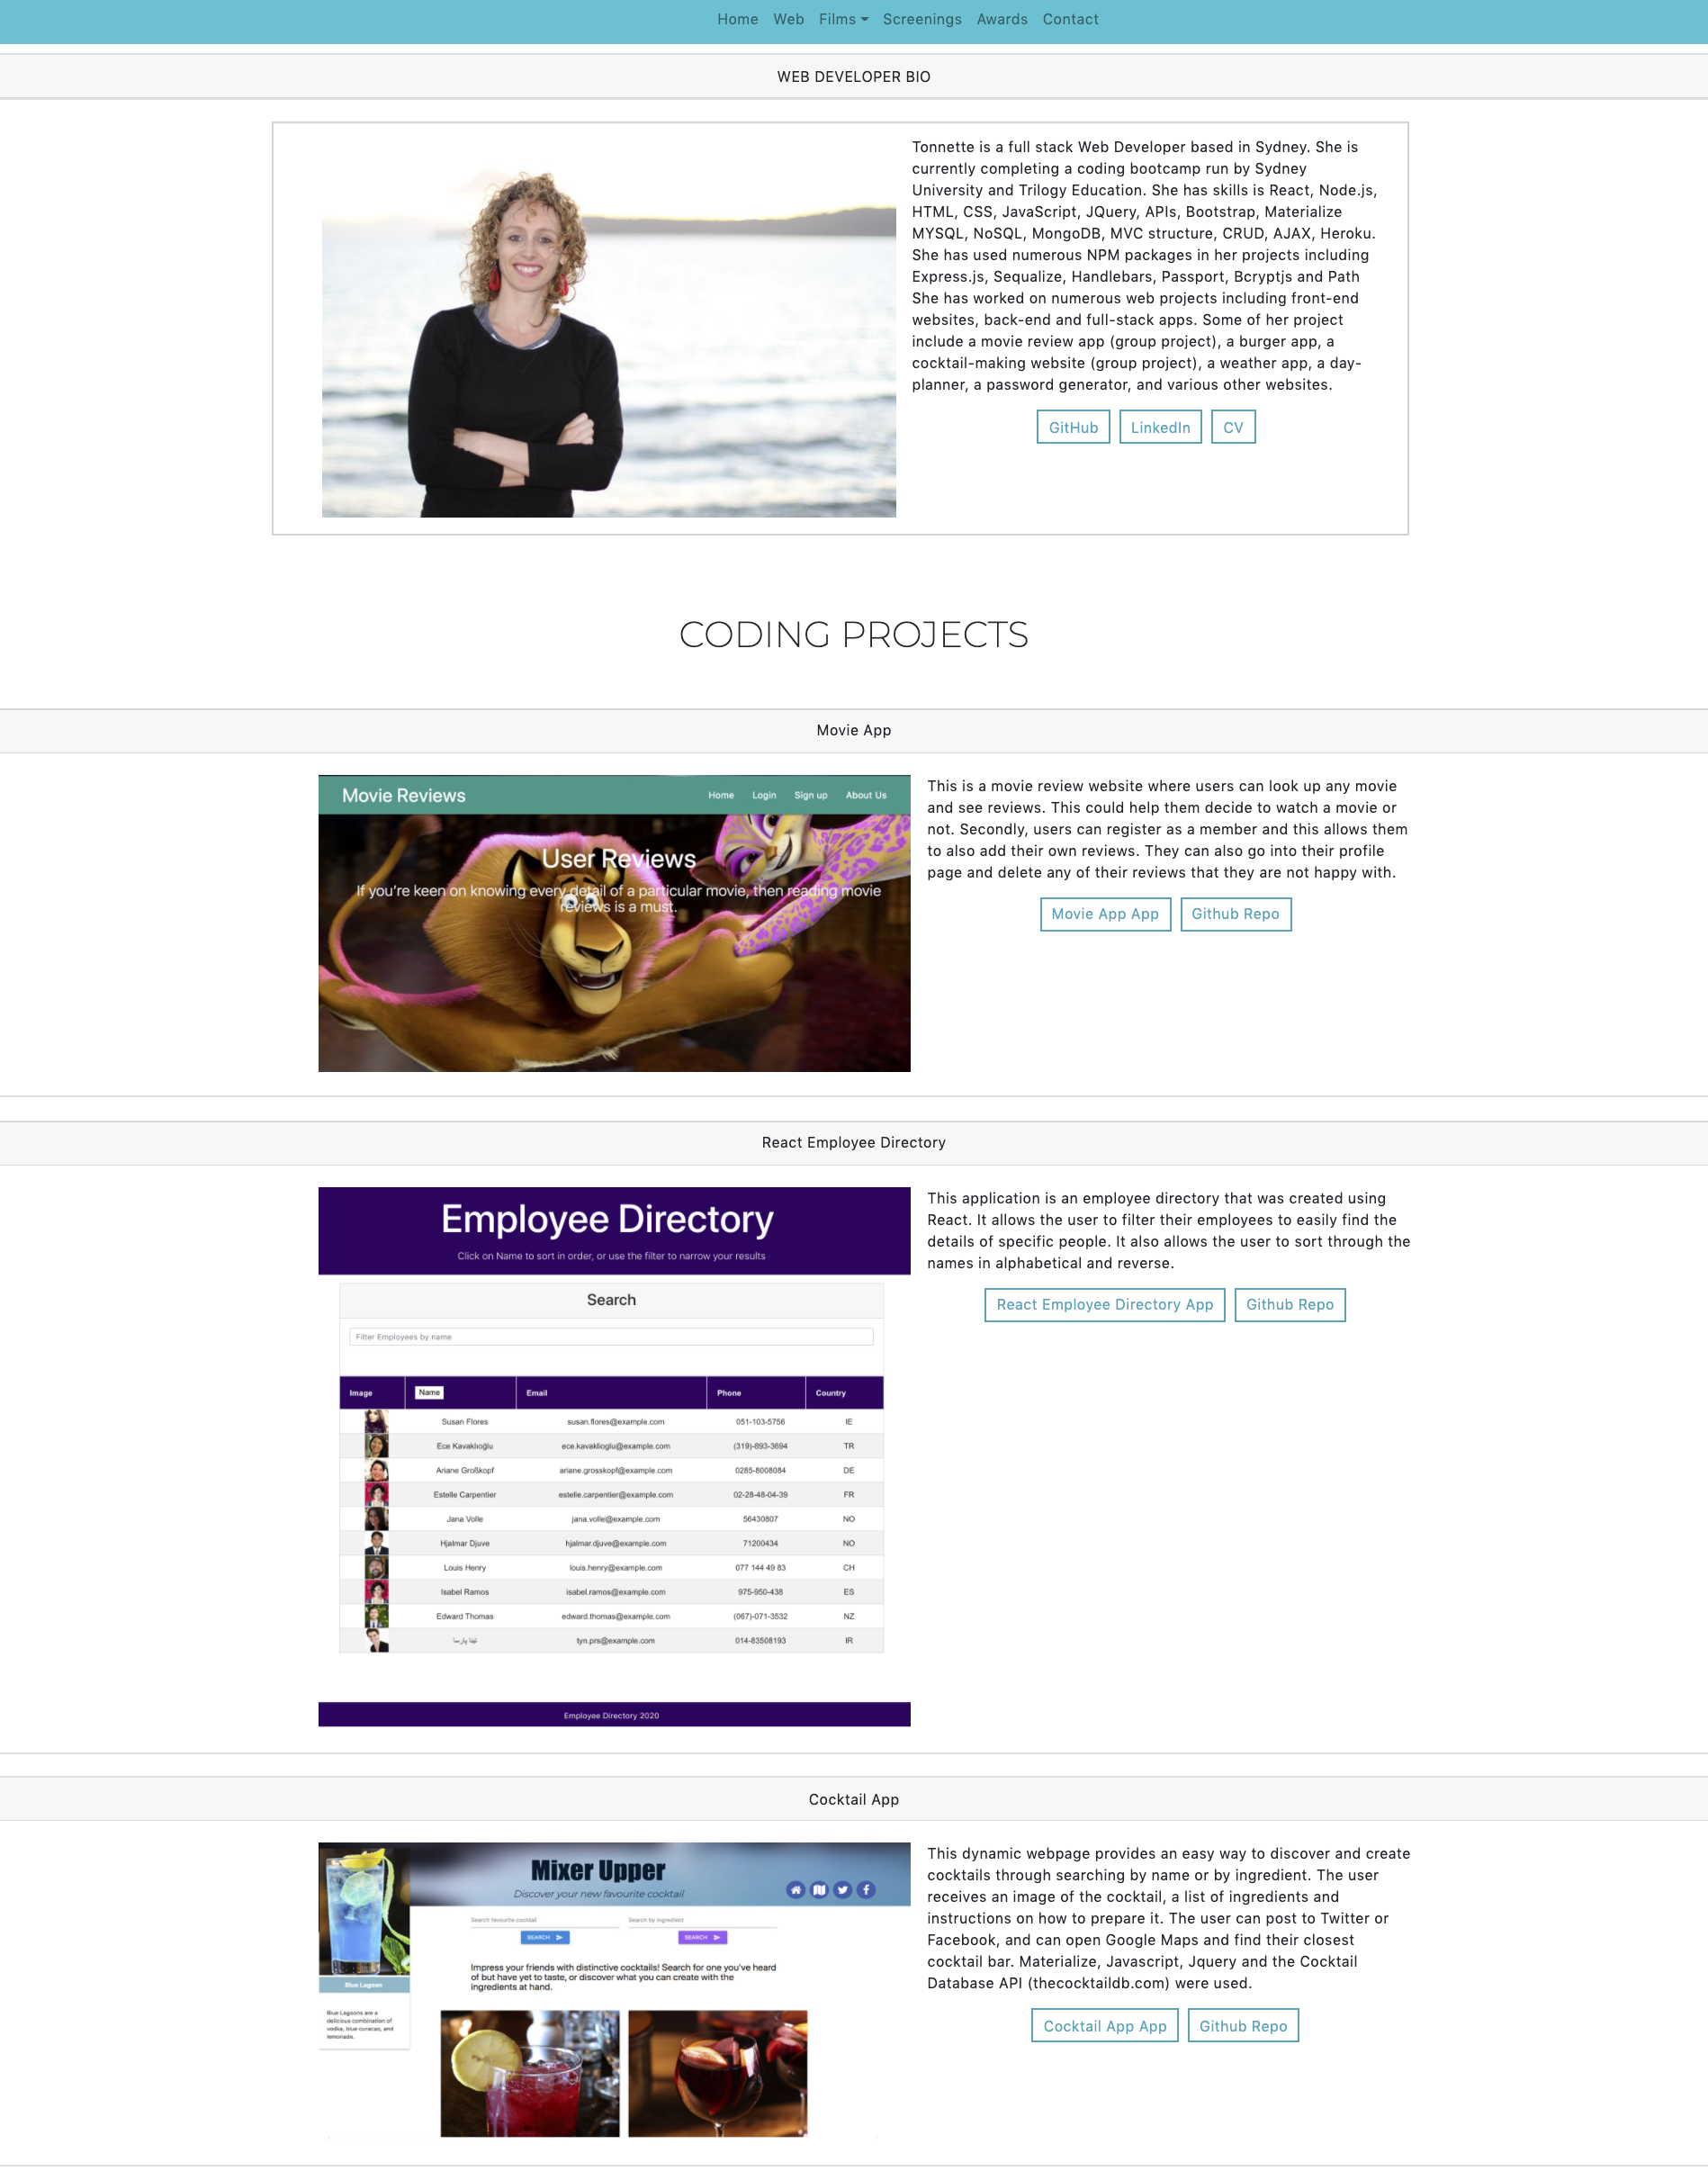 Home Web Films Screenings Awards Contact
WEB DEVELOPER BIO
Tonnette is a full stack Web Developer based in Sydney. She is
currently completing a coding bootcamp run by Sydney
University and Trilogy Education. She has skills is React, Node.js,
HTML, CSS, JavaScript, JQuery, APIs, Bootstrap, Materialize
MYSQL, NoSQL, MongoDB, MVC structure, CRUD, AJAX, Heroku.
She has used numerous NPM packages in her projects including
Express.js, Sequalize, Handlebars, Passport, Bcryptjs and Path
She has worked on numerous web projects including front-end
websites, back-end and full-stack apps. Some of her project
include a movie review app (group project), a burger app, a
cocktail-making website (group project), a weather app, a day-
planner, a password generator, and various other websites.
GitHub LinkedIn CV
CODING PROJECTS
Movie App
Movie Reviews Home Login Sign up About Us
User Reviews
If you're keen on knowing every detail of a particular movie, then reading movie
reviews is a must.
This is a movie review website where users can look up any movie
and see reviews. This could help them decide to watch a movie or
not. Secondly, users can register as a member and this allows them
to also add their own reviews. They can also go into their profile
page and delete any of their reviews that they are not happy with.
Movie App App Github Repo
React Employee Directory
Employee Directory
Click on Name to sort in order, or use the filter to narrow your results
Search
Filter Employees by name
Image Name Email Phone Country
Susan Flores susan.flores@example.com 051-103-5756 IE
Ece Kavaklıoğlu ece.kavaklioglu@example.com (319)-893-3694 TR
Ariane Großkopf ariane.grosskopf@example.com 0285-8008084 DE
Estelle Carpentier estelle.carpentier@example.com 02-28-48-04-39 FR
Jana Volle jana.volle@example.com 56430807 NO
Hjalmar Djuve hjalmar.djuve@example.com 71200434 NO
Louis Henry louis.henry@example.com 077 144 49 83 CH
Isabel Ramos isabel.ramos@example.com 975-950-438 ES
Edward Thomas edward.thomas@example.com (067)-071-3532 NZ
پارسا tyn.prs@example.com 014-83508193 IR
Employee Directory 2020
This application is an employee directory that was created using
React. It allows the user to filter their employees to easily find the
details of specific people. It also allows the user to sort through the
names in alphabetical and reverse.
React Employee Directory App Github Repo
Cocktail App
Mixer Upper
Discover your new favourite cocktail
Search favourite cocktail Search by ingredient
SEARCH SEARCH
Impress your friends with distinctive cocktails! Search for one you've heard
of but have yet to taste, or discover what you can create with the
ingredients at hand.
Blue Lagoon
Blue Lagoons are a
delicious combination of
vodka, blue curacao, and
lemonade.
This dynamic webpage provides an easy way to discover and create
cocktails through searching by name or by ingredient. The user
receives an image of the cocktail, a list of ingredients and
instructions on how to prepare it. The user can post to Twitter or
Facebook, and can open Google Maps and find their closest
cocktail bar. Materialize, Javascript, Jquery and the Cocktail
Database API (thecocktaildb.com) were used.
Cocktail App App Github Repo